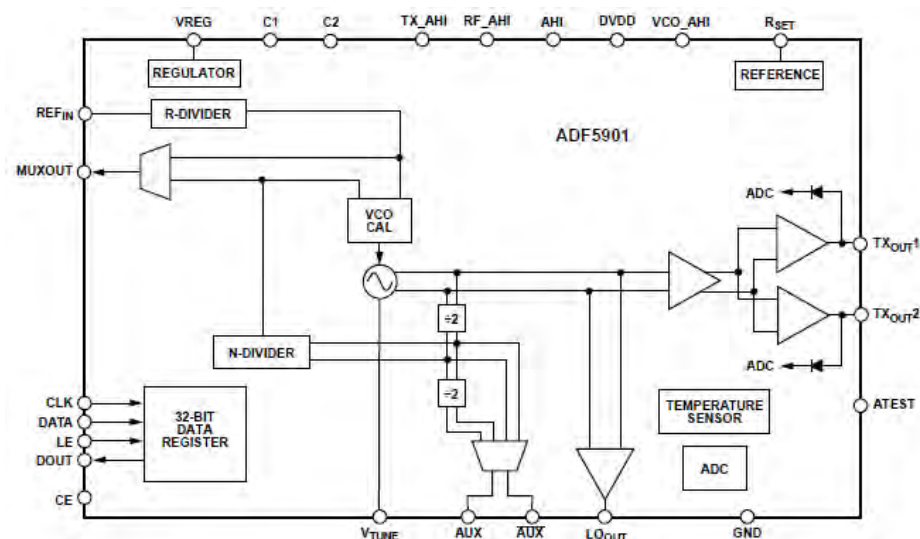 VREG C1 C2 TX_AHI RF_AHI AHI DVDD VCO_AHI RSET
REGULATOR
REFERENCE
REFIN
R-DIVIDER
ADF5901
MUXOUT
ADC
VCO
CAL
TXOUT1
÷2
TXOUT2
N-DIVIDER
ADC
÷2
CLK
DATA
LE
DOUT
32-BIT
DATA
REGISTER
TEMPERATURE
SENSOR
ATEST
ADC
CE
VTUNE AUX AUX LOOUT GND